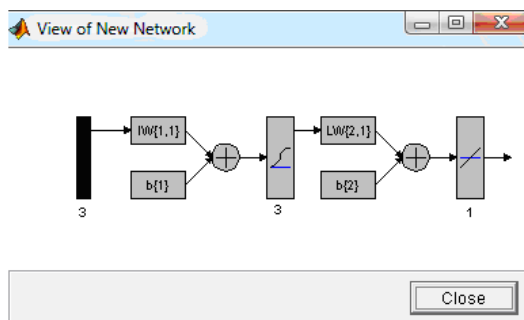 View of New Network
IW{1,1}
LW{2,1}
b{1}
b{2}
3
3
1
Close